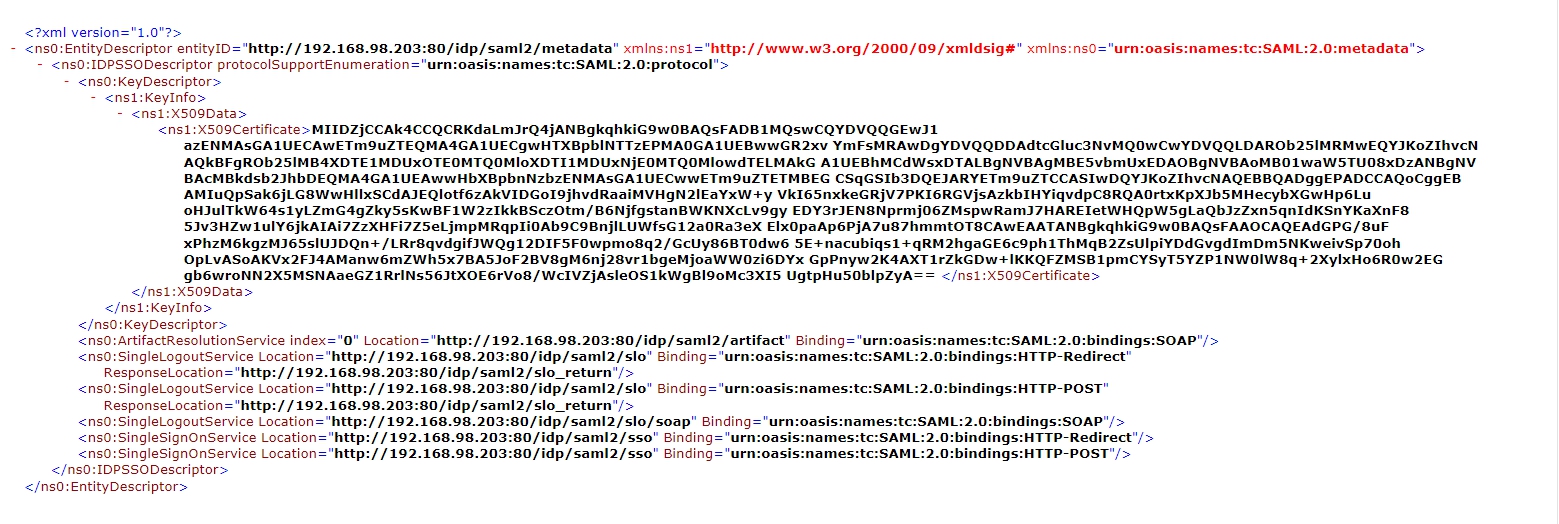 <?xml version="1.0"?>
- <ns0:EntityDescriptor entityID="http://192.168.98.203:80/idp/saml2/metadata" xmlns:ns1="http://www.w3.org/2000/09/xmldsig#" xmlns:ns0="urn:oasis:names:tc:SAML:2.0:metadata">
- <ns0:IDPSSODescriptor protocolSupportEnumeration="urn:oasis:names:tc:SAML:2.0:protocol">
- <ns0:KeyDescriptor>
- <ns1:KeyInfo>
- <ns1:X509Data>
<ns1:X509Certificate>MIIDZjCCAk4CCQCRKdaLmJrQ4jANBgkqhkiG9w0BAQsFADB1MQswCQYDVQQGEwJ1
azENMAsGA1UECAwETm9uZTEQMA4GA1UECgwHTXBpblNTTzEPMA0GA1UEBwwGR2xv YmFsMRAwDgYDVQQDDAdtcGluc3NvMQ0wCwYDVQQLDAROb25lMRMwEQYJKoZIhvcN
AQkBFgROb25lMB4XDTE1MDUxOTE0MTQ0MloXDTI1MDUxNjE0MTQ0MlowdTELMAkG A1UEBhMCdWsxDTALBgNVBAgMBE5vbmUxEDAOBgNVBAoMB01waW5TU08xDzANBgNV
BAcMBkdsb2JhbDEQMA4GA1UEAwwHbXBpbnNzbzENMAsGA1UECwwETm9uZTETMBEG CSqGSIb3DQEJARYETm9uZTCCASIwDQYJKoZIhvcNAQEBBQADggEPADCCAQoCggEB
AMIuQpSak6jLG8WwHllxSCdAJEQlotf6zAkVIDGoI9jhvdRaaiMVHgN2lEaYxW+y VkI65nxkeGRjV7PKI6RGVjsAzkbIHYiqvdpC8RQA0rtxKpXJb5MHecybXGwHp6Lu
oHJulTkW64s1yLZmG4gZky5sKwBF1W2zIkkBSczOtm/B6Njfgstan​BWKNXcLv9gy EDY3rJEN8Nprmj06ZMspwRamJ7HAREIetWHQpW5gLaQbJzZxn5qnIdKSnYKaXnF8
5Jv3HZw1ulY6jkAIAi7ZzXHFi7Z5eLjmpMRqpIi0Ab9C9BnjlLUWfsG12a0Ra3eX Elx0paAp6PjA7u87hmmtOT8CAwEAATANBgkqhkiG9w0BAQsFAAOCAQEAdGPG/8uF
xPhzM6kgzMJ65slUJDQn+/LRr8qvdgifJWQg12DIF5F0wpmo8q2/GcUy86BT0dw6 5E+nacubiqs1+qRM2hgaGE6c9ph1ThMqB2ZsUlpiYDdGvgdImDm5NKweivSp70oh
OpLvASoAKVx2FJ4AManw6mZWh5x7BA5JoF2BV8gM6nj28vr1bgeMjoaWW0zi6DYx GpPnyw2K4AXT1rZkGDw+lKKQFZMSB1pmCYSyT5YZP1NW0lW8q+2XylxHo6R0w2EG
gb6wroNN2X5MSNAaeGZ1RrlNs56JtXOE6rVo8/WcIVZjAsleOS1kWgBl9oMc3XI5 UgtpHu50blpZyA== </ns1:X509Certificate>
</ns1:X509Data>
</ns1:KeyInfo>
</ns0:KeyDescriptor>
<ns0:ArtifactResolutionService index="0" Location="http://192.168.98.203:80/idp/saml2/artifact" Binding="urn:oasis:names:tc:SAML:2.0:bindings:SOAP"/>
<ns0:SingleLogoutService Location="http://192.168.98.203:80/idp/saml2/slo" Binding="urn:oasis:names:tc:SAML:2.0:bindings:HTTP-Redirect"
ResponseLocation="http://192.168.98.203:80/idp/saml2/slo_return"/>
<ns0:SingleLogoutService Location="http://192.168.98.203:80/idp/saml2/slo" Binding="urn:oasis:names:tc:SAML:2.0:bindings:HTTP-POST"
ResponseLocation="http://192.168.98.203:80/idp/saml2/slo_return"/>
<ns0:SingleLogoutService Location="http://192.168.98.203:80/idp/saml2/slo/soap" Binding="urn:oasis:names:tc:SAML:2.0:bindings:SOAP"/>
<ns0:SingleSignOnService Location="http://192.168.98.203:80/idp/saml2/sso" Binding="urn:oasis:names:tc:SAML:2.0:bindings:HTTP-Redirect"/>
<ns0:SingleSignOnService Location="http://192.168.98.203:80/idp/saml2/sso" Binding="urn:oasis:names:tc:SAML:2.0:bindings:HTTP-POST"/>
</ns0:IDPSSODescriptor>
</ns0:EntityDescriptor>